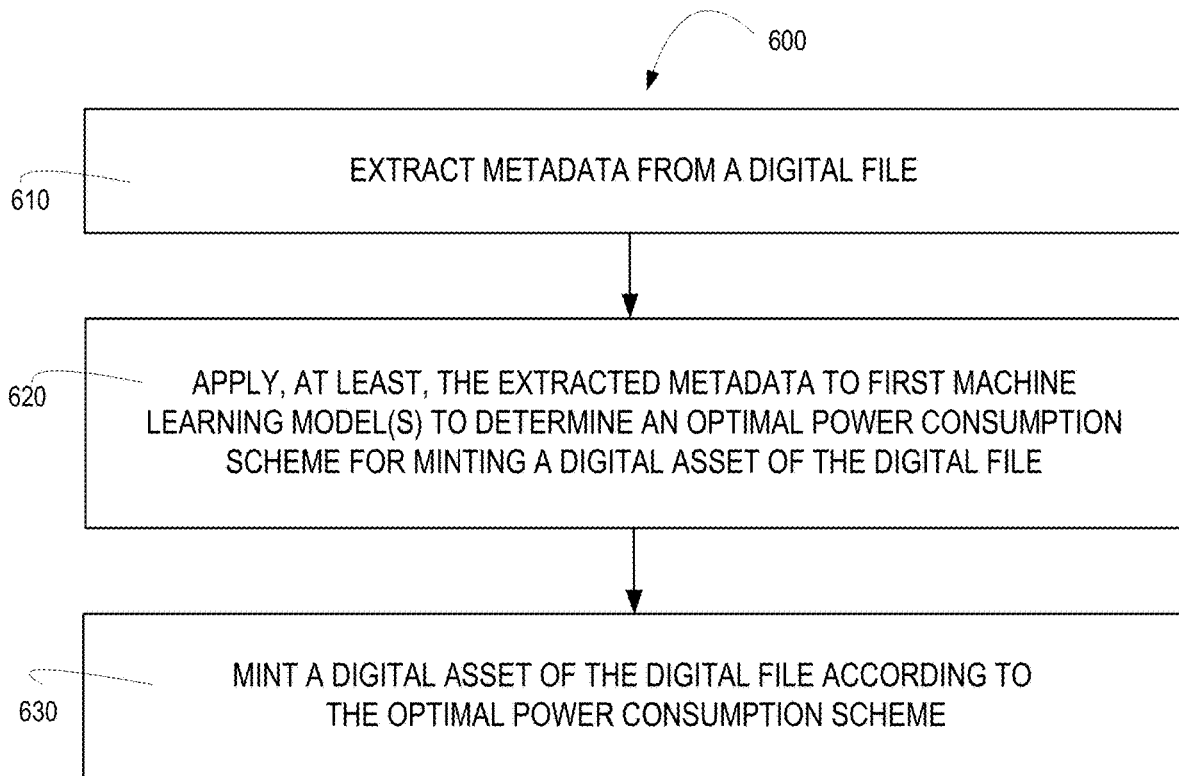 600
EXTRACT METADATA FROM A DIGITAL FILE
610
APPLY, AT LEAST, THE EXTRACTED METADATA TO FIRST MACHINE
LEARNING MODEL(S) TO DETERMINE AN OPTIMAL POWER CONSUMPTION
SCHEME FOR MINTING A DIGITAL ASSET OF THE DIGITAL FILE
620
MINT A DIGITAL ASSET OF THE DIGITAL FILE ACCORDING TO
THE OPTIMAL POWER CONSUMPTION SCHEME
630